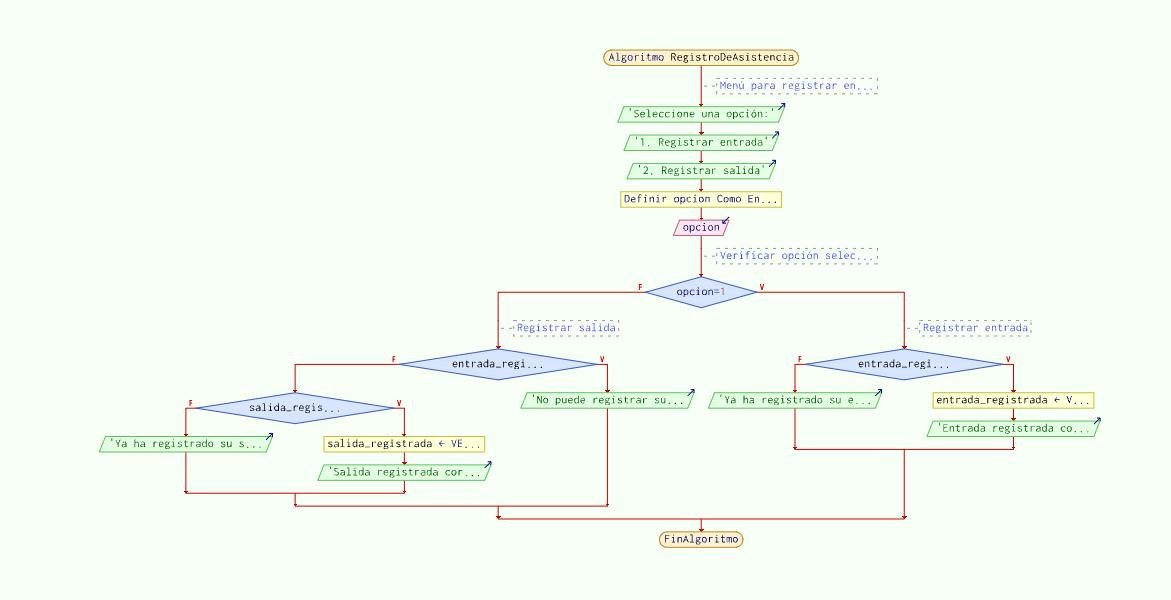 Algoritmo RegistroDeAsistencia
Menú para registrar en...
'Seleccione una opción:'
'1. Registrar entrada'
'2. Registrar salida'
Definir opcion Como En...
opcion
Verificar opción selec...
F
opcion=1
V
Registrar salida
Registrar entrada
F
entrada_regi...
V
F
entrada_regi...
V
F
salida_regis...
V
'No puede registrar su...
'Ya ha registrado su e...
entrada_registrada ← V...
'Entrada registrada co...
'Ya ha registrado su s...
salida_registrada ← VE...
'Salida registrada cor...
FinAlgoritmo